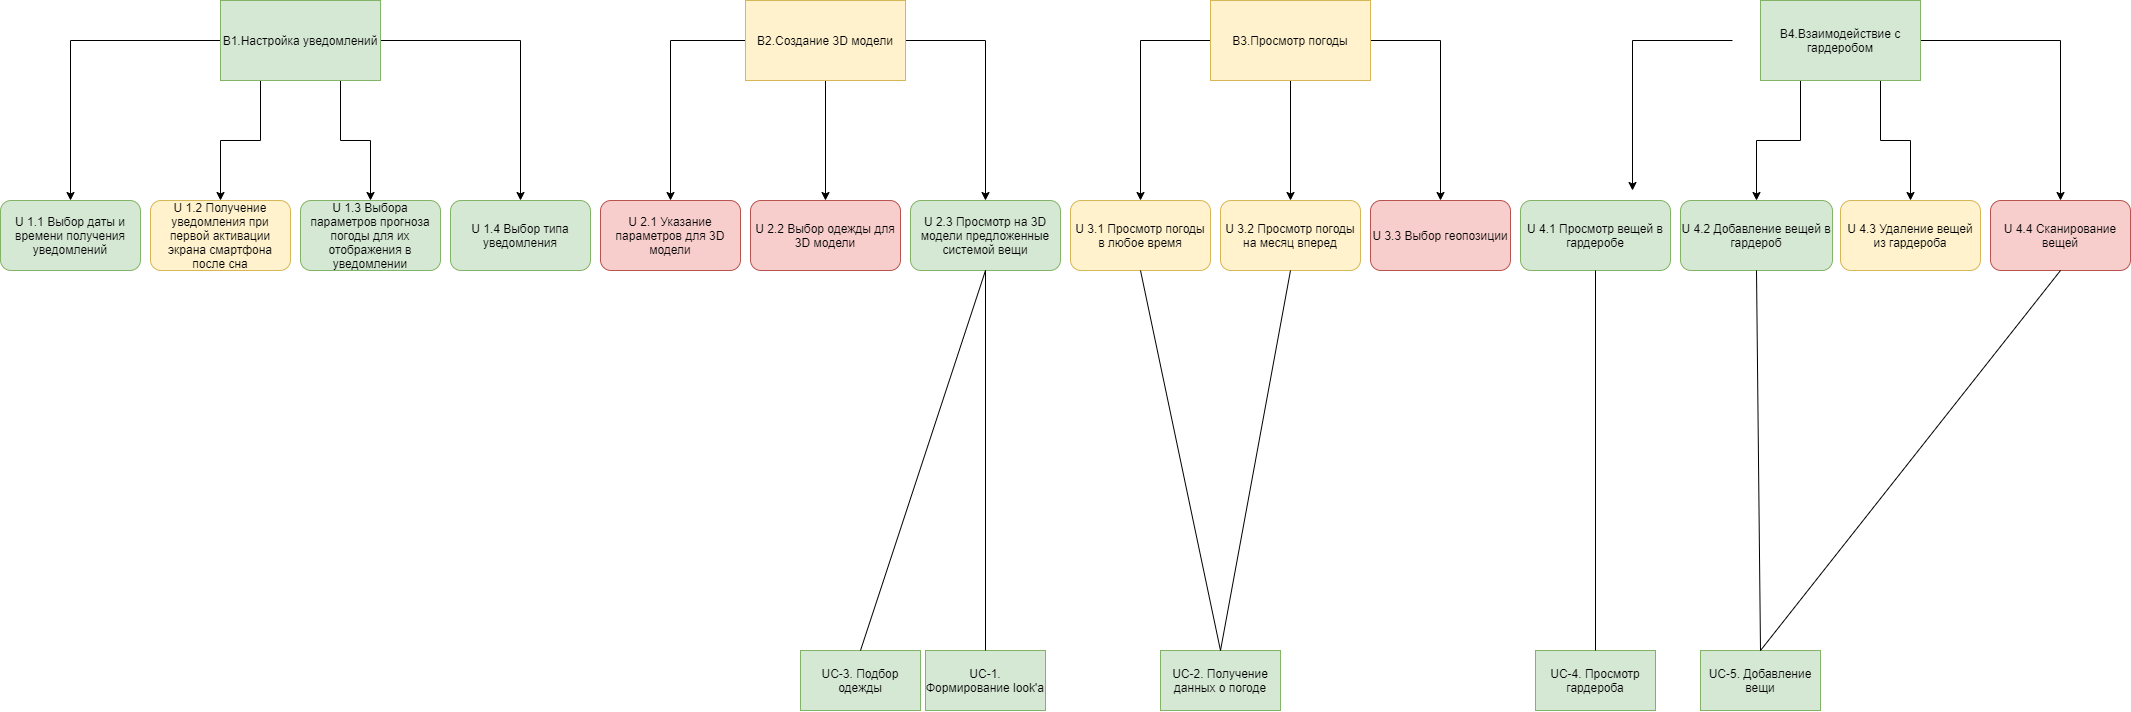 B1.Настройка уведомлений
B2.Создание 3D модели
B3.Просмотр погоды
B4.Взаимодействие с
гардеробом
U 1.1 Выбор даты и
времени получения
уведомлений
U 1.2 Получение
уведомления при
первой активации
экрана смартфона
после сна
U 1.3 Выбора
параметров прогноза
погоды для их
отображения в
уведомлении
U 1.4 Выбор типа
уведомления
U 2.1 Указание
параметров для 3D
модели
U 2.2 Выбор одежды для
3D модели
U 2.3 Просмотр на 3D
модели предложенные
системой вещи
U 3.1 Просмотр погоды
в любое время
U 3.2 Просмотр погоды
на месяц вперед
U 3.3 Выбор геопозиции
U 4.1 Просмотр вещей в
гардеробе
U 4.2 Добавление вещей в
гардероб
U 4.3 Удаление вещей
из гардероба
U 4.4 Сканирование
вещей
UC-3. Подбор
одежды
UC-1.
Формирование look'a
UC-2. Получение
данных о погоде
UC-4. Просмотр
гардероба
UC-5. Добавление
вещи